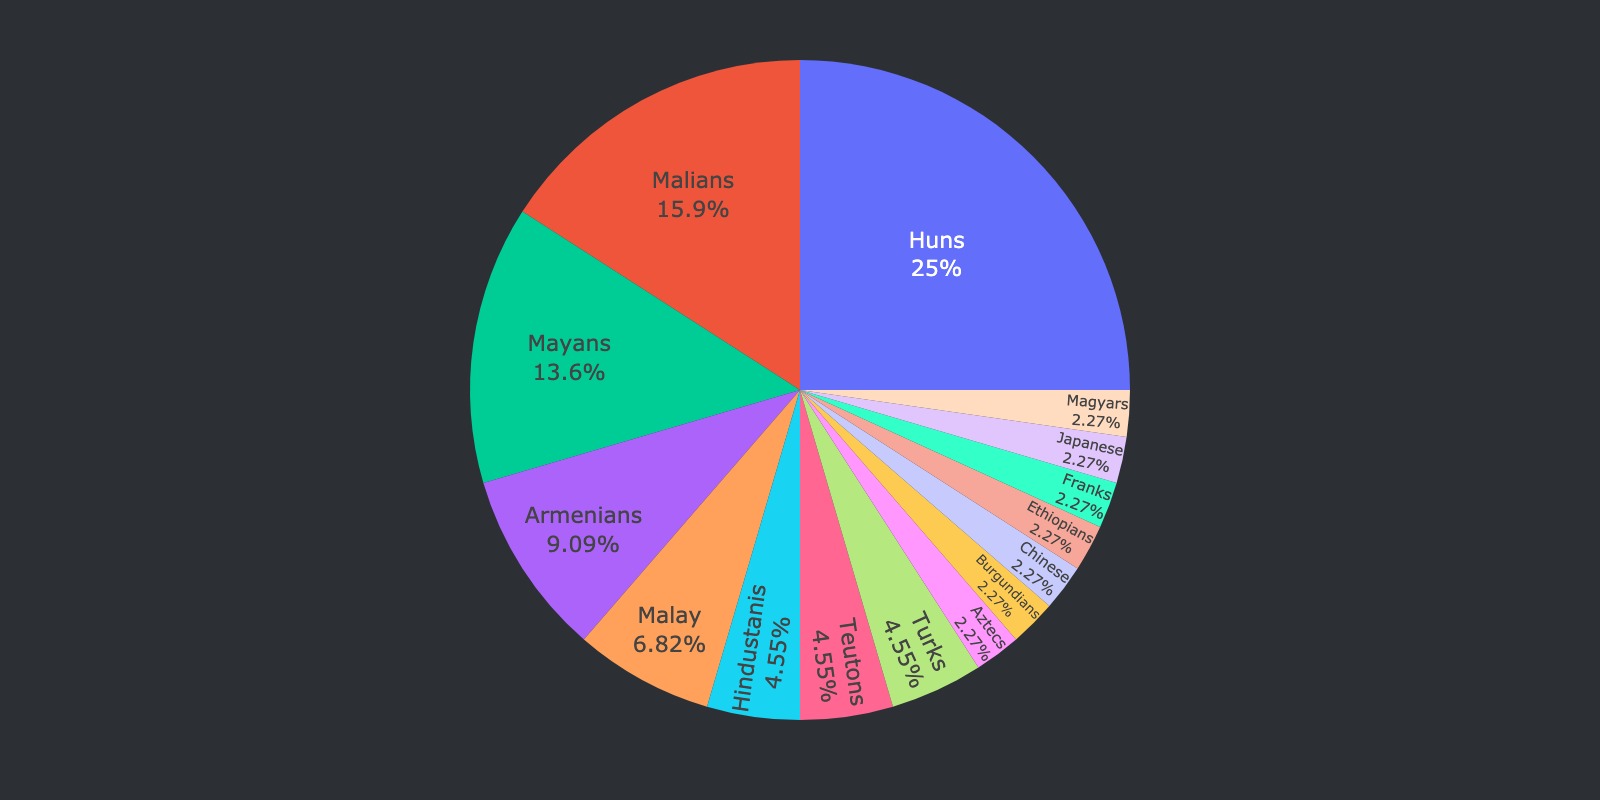 Huns
25%
Malians
15.9%
Mayans
13.6%
Armenians
9.09%
Malay
6.82%
Hindustanis
4.55%
Teutons
4.55%
Turks
4.55%
Aztecs
2.27%
Burgundians
2.27%
Chinese
2.27%
Ethiopians
2.27%
Franks
2.27%
Japanese
2.27%
Magyars
2.27%